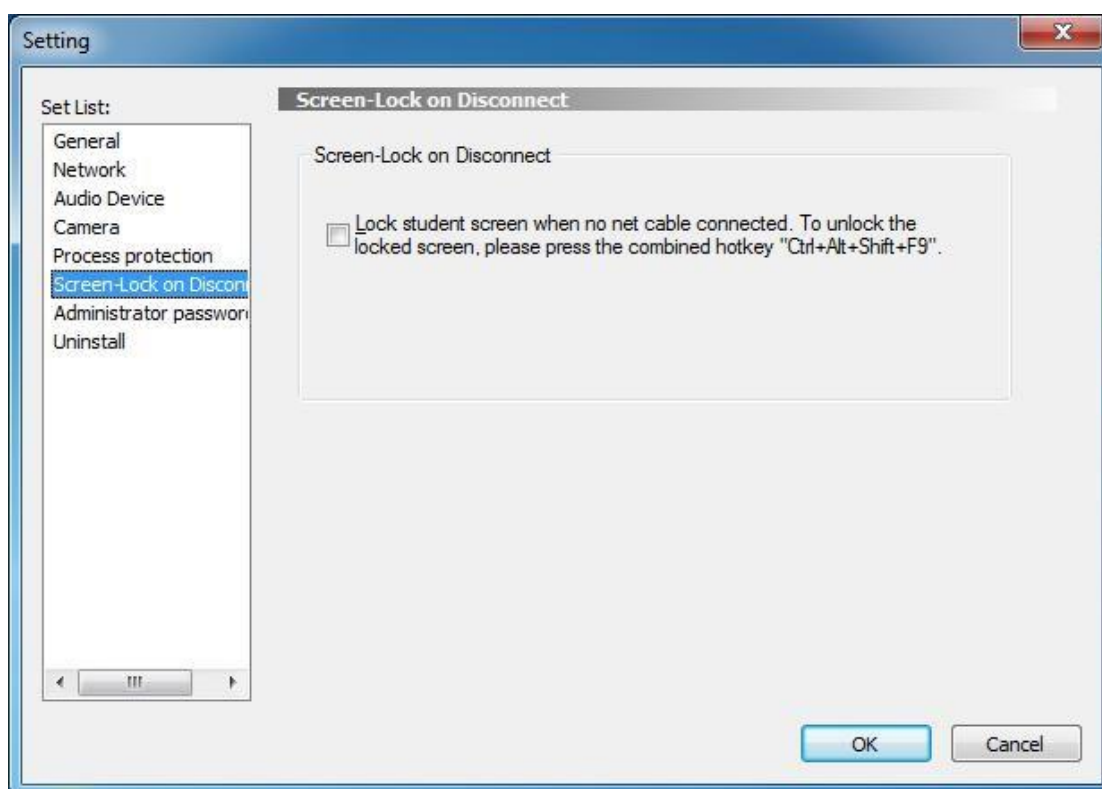 Setting
Set List:
General
Network
Audio Device
Camera
Process protection
Screen-Lock on Disconn
Administrator passwor
Uninstall
Screen-Lock on Disconnect
Screen-Lock on Disconnect
Lock student screen when no net cable connected. To unlock the
locked screen, please press the combined hotkey "Ctrl+Alt+Shift+F9".
OK
Cancel